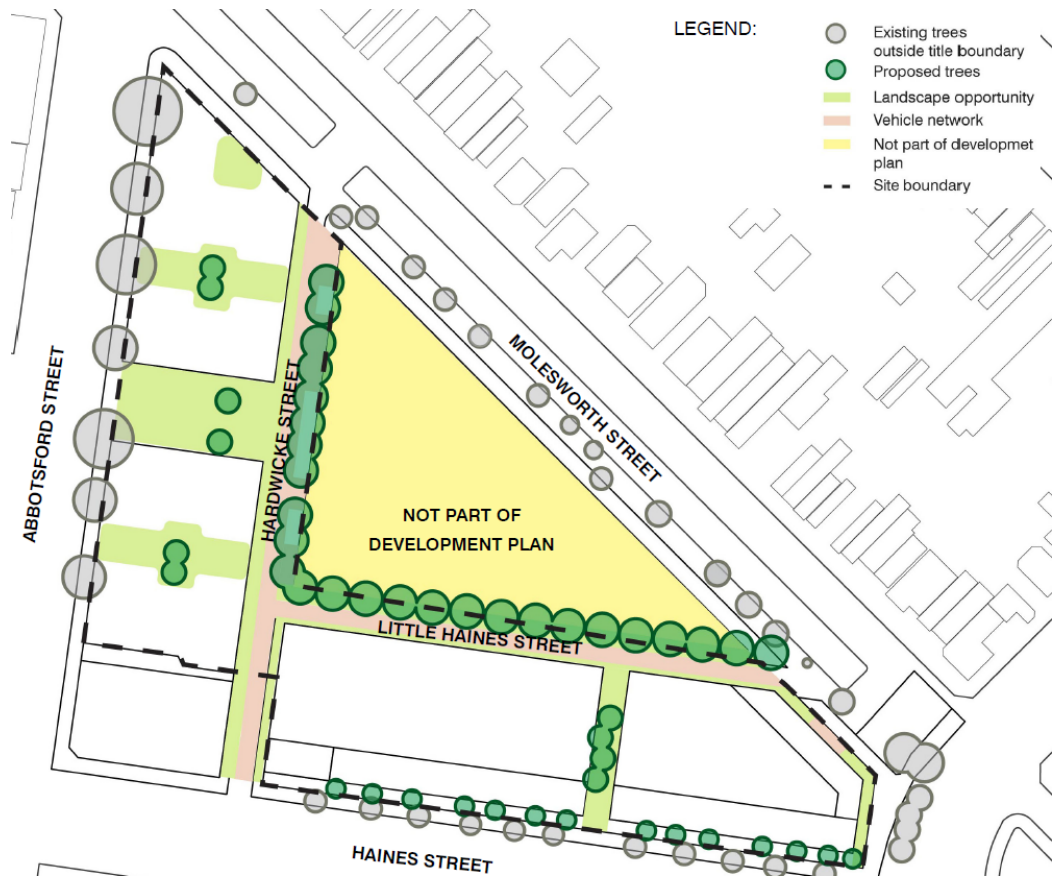 LEGEND:
Existing trees
outside title boundary
Proposed trees
Landscape opportunity
Vehicle network
Not part of developmet
plan
Site boundary
MOLESWORTH STREET
ABBOTSFORD STREET
HARDWICKE STREET
NOT PART OF
DEVELOPMENT PLAN
LITTLE HAINES STREET
HAINES STREET